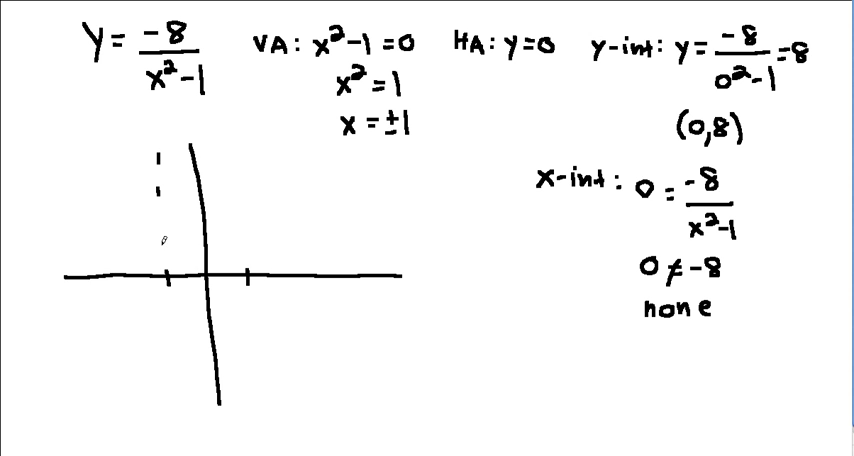 y = -8 / x²-1
VA: x²-1=0
x²=1
x=±1
HA: y=0
y-int: y= -8 / 0²-1 =8
(0,8)
x-int: 0 = -8 / x²-1
0≠-8
none